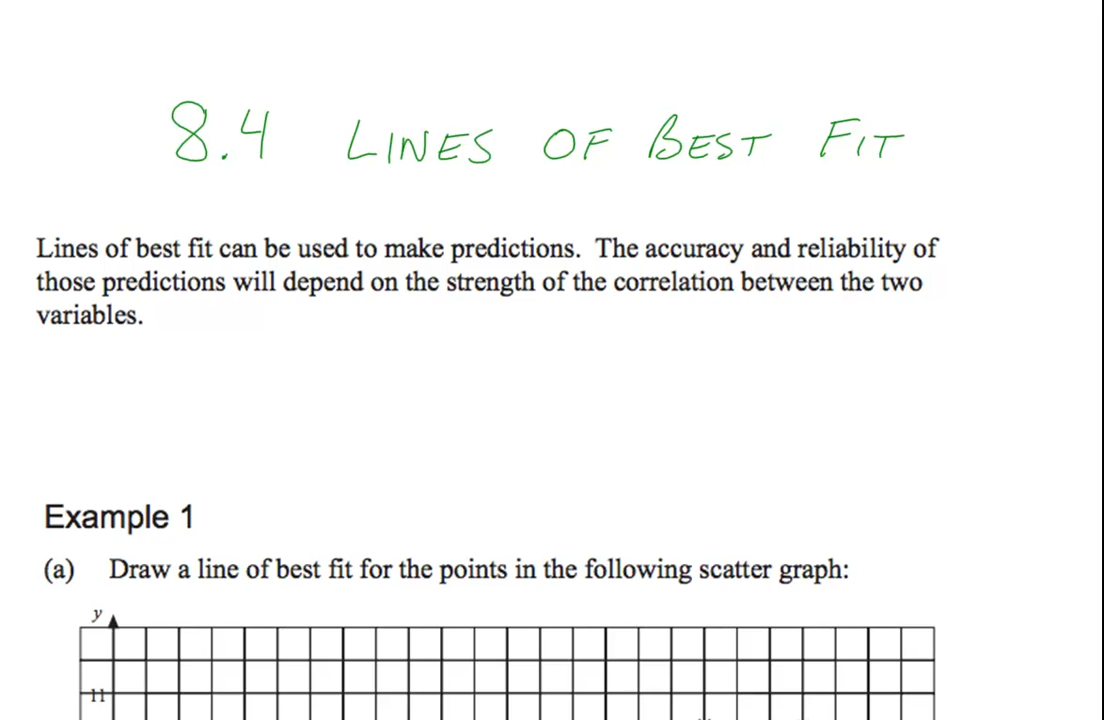 8.4 LINES OF BEST FIT
Lines of best fit can be used to make predictions. The accuracy and reliability of
those predictions will depend on the strength of the correlation between the two
variables.
Example 1
(a) Draw a line of best fit for the points in the following scatter graph:
y
11